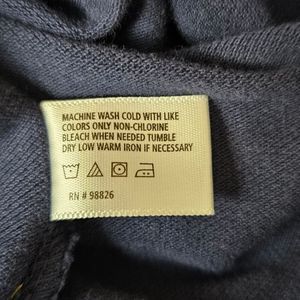 MACHINE WASH COLD WITH LIKE
COLORS ONLY NON-CHLORINE
BLEACH WHEN NEEDED TUMBLE
DRY LOW WARM IRON IF NECESSARY
RN # 98826